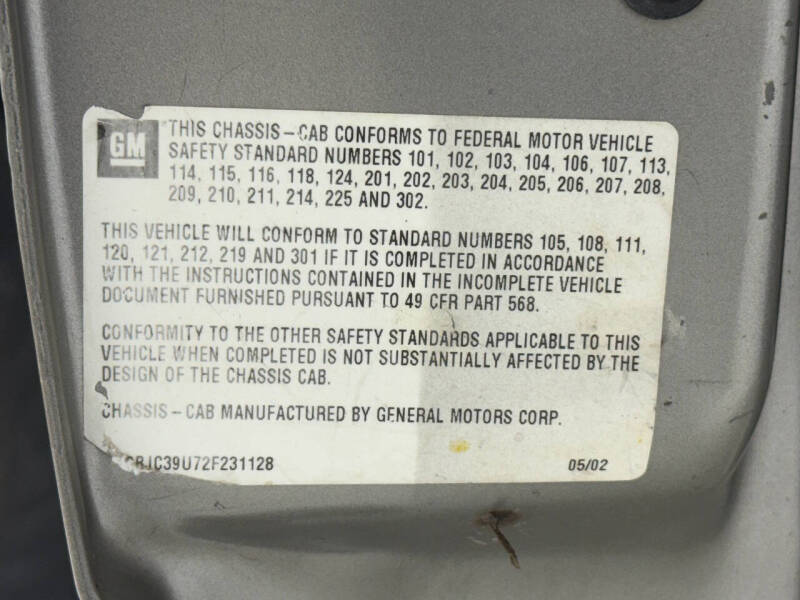 GM
THIS CHASSIS-CAB CONFORMS TO FEDERAL MOTOR VEHICLE
SAFETY STANDARD NUMBERS 101, 102, 103, 104, 106, 107, 113,
114, 115, 116, 118, 124, 201, 202, 203, 204, 205, 206, 207, 208,
209, 210, 211, 214, 225 AND 302.
THIS VEHICLE WILL CONFORM TO STANDARD NUMBERS 105, 108, 111,
120, 121, 212, 219 AND 301 IF IT IS COMPLETED IN ACCORDANCE
WITH THE INSTRUCTIONS CONTAINED IN THE INCOMPLETE VEHICLE
DOCUMENT FURNISHED PURSUANT TO 49 CFR PART 568.
CONFORMITY TO THE OTHER SAFETY STANDARDS APPLICABLE TO THIS
VEHICLE WHEN COMPLETED IS NOT SUBSTANTIALLY AFFECTED BY THE
DESIGN OF THE CHASSIS CAB.
CHASSIS-CAB MANUFACTURED BY GENERAL MOTORS CORP.
05/02